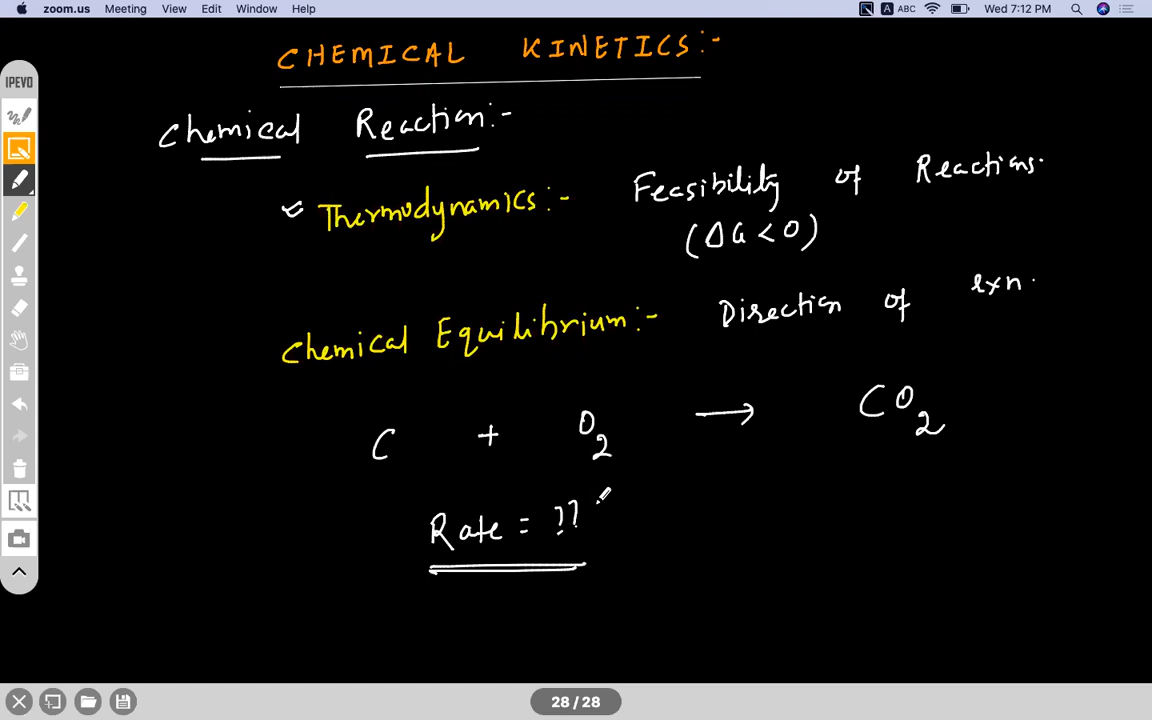 zoom.us Meeting View Edit Window Help A ABC Wed 7:12 PM
IPEVO
CHEMICAL KINETICS:-
Chemical Reaction:-
Thermodynamics:- Feasibility of Reactions.
(ΔG<0)
Chemical Equilibrium:- Direction of rxn.
C + O₂ → CO₂
Rate = ??
28 / 28